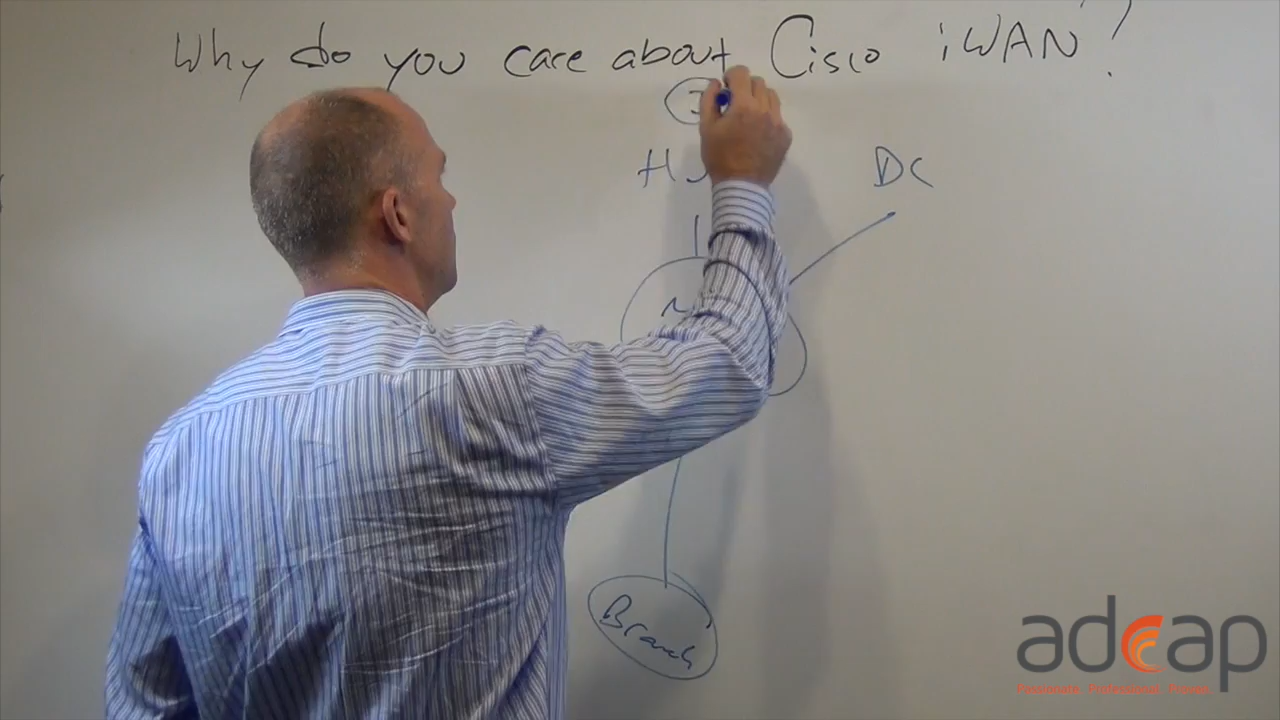 Why do you care about Cisco iWAN?
DC
Branch
adcap
Passionate. Professional. Proven.